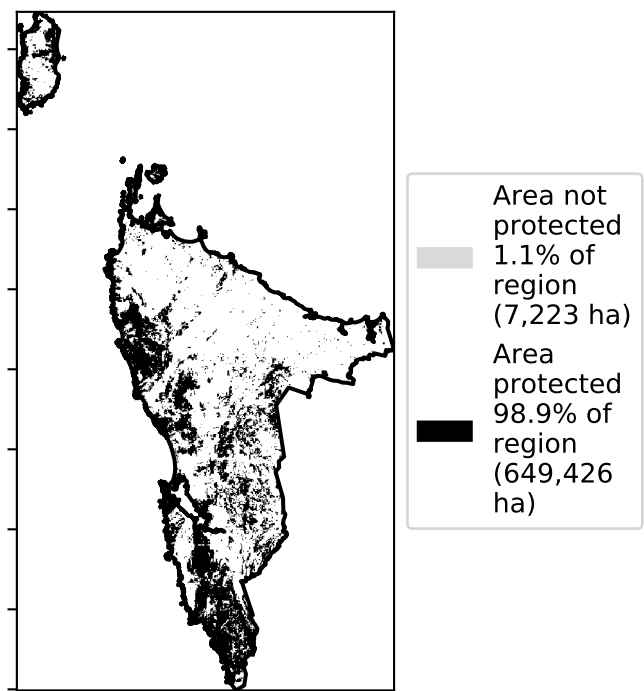 Area not
protected
1.1% of
region
(7,223 ha)
Area
protected
98.9% of
region
(649,426
ha)